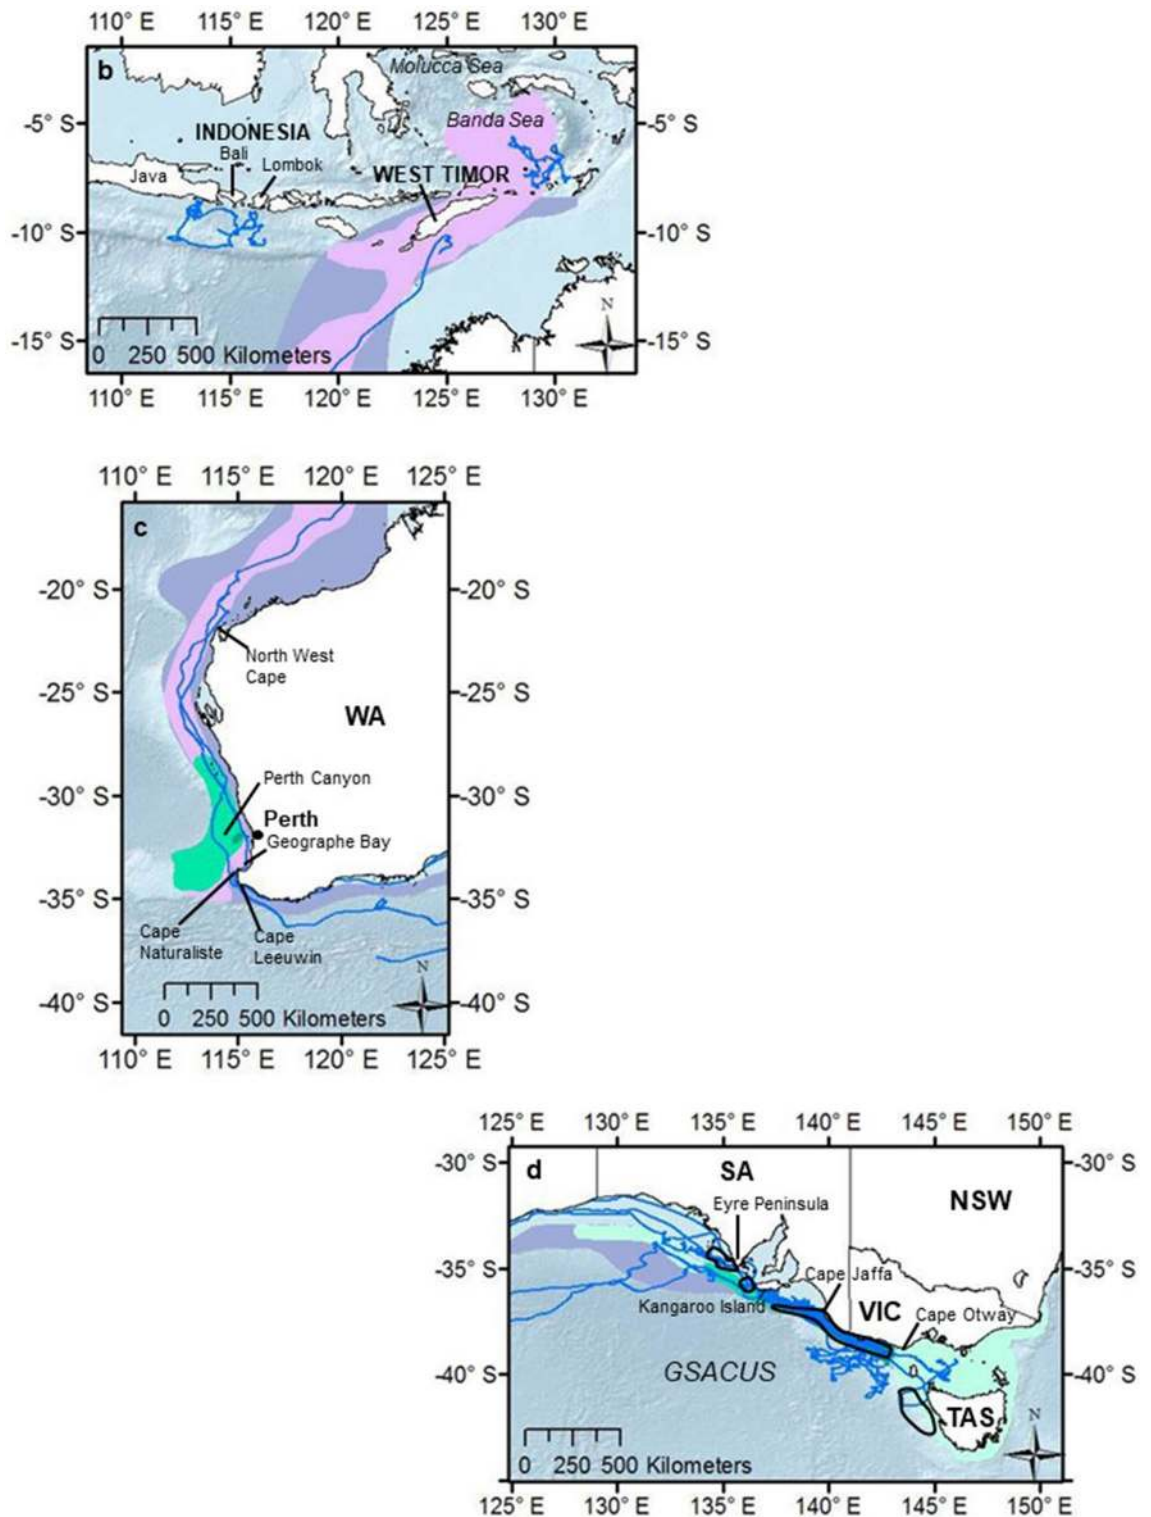 110° E 115° E 120° E 125° E 130° E
b
Molucca Sea
-5° S
Banda Sea
-5° S
INDONESIA
Bali
Lombok
Java
WEST TIMOR
-10° S
-10° S
N
-15° S
-15° S
0 250 500 Kilometers
110° E 115° E 120° E 125° E 130° E
110° E 115° E 120° E 125° E
c
-20° S
-20° S
North West
Cape
-25° S
-25° S
WA
Perth Canyon
-30° S
-30° S
Perth
Geographe Bay
-35° S
-35° S
Cape
Naturaliste
Cape
Leeuwin
N
-40° S
-40° S
0 250 500 Kilometers
110° E 115° E 120° E 125° E
125° E 130° E 135° E 140° E 145° E 150° E
-30° S
d
SA
-30° S
Eyre Peninsula
NSW
-35° S
-35° S
Cape Jaffa
Kangaroo Island
VIC
Cape Otway
-40° S
GSACUS
-40° S
TAS
N
0 250 500 Kilometers
125° E 130° E 135° E 140° E 145° E 150° E